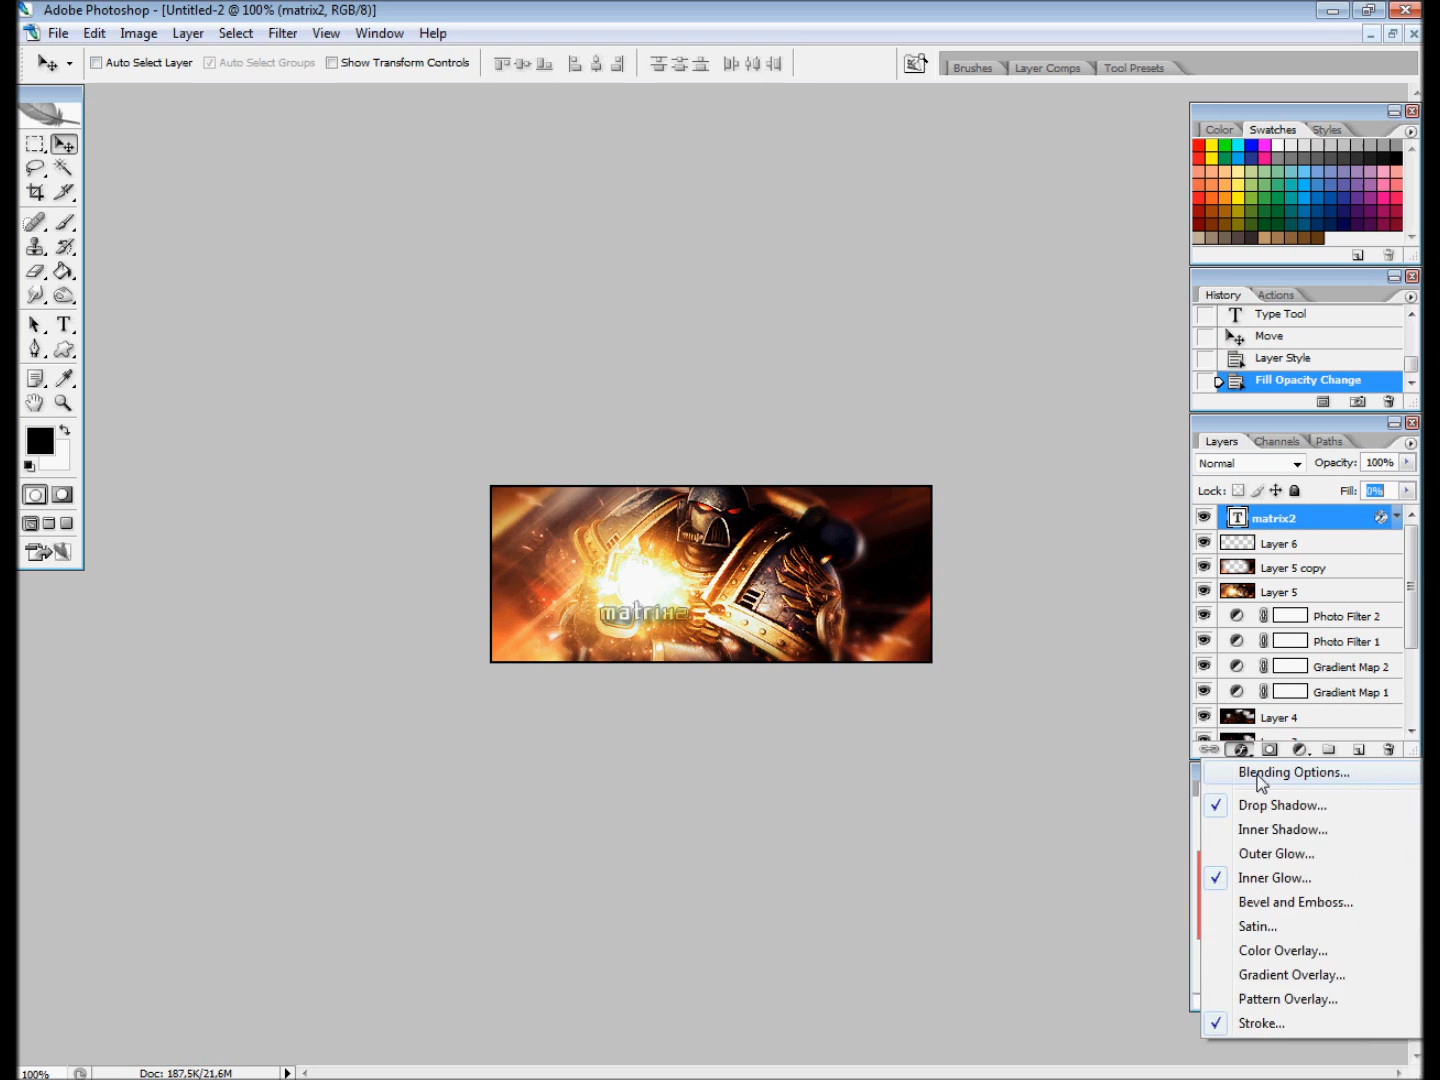 Adobe Photoshop - [Untitled-2 @ 100% (matrix2, RGB/8)]
File Edit Image Layer Select Filter View Window Help
Auto Select Layer Auto Select Groups Show Transform Controls
Brushes Layer Comps Tool Presets
Color Swatches Styles
History Actions
Type Tool
Move
Layer Style
Fill Opacity Change
Layers Channels Paths
Normal Opacity: 100%
Lock: Fill: 0%
matrix2
Layer 6
Layer 5 copy
Layer 5
Photo Filter 2
Photo Filter 1
Gradient Map 2
Gradient Map 1
Layer 4
matrix2
Blending Options...
Drop Shadow...
Inner Shadow...
Outer Glow...
Inner Glow...
Bevel and Emboss...
Satin...
Color Overlay...
Gradient Overlay...
Pattern Overlay...
Stroke...
100% Doc: 187,5K/21,6M